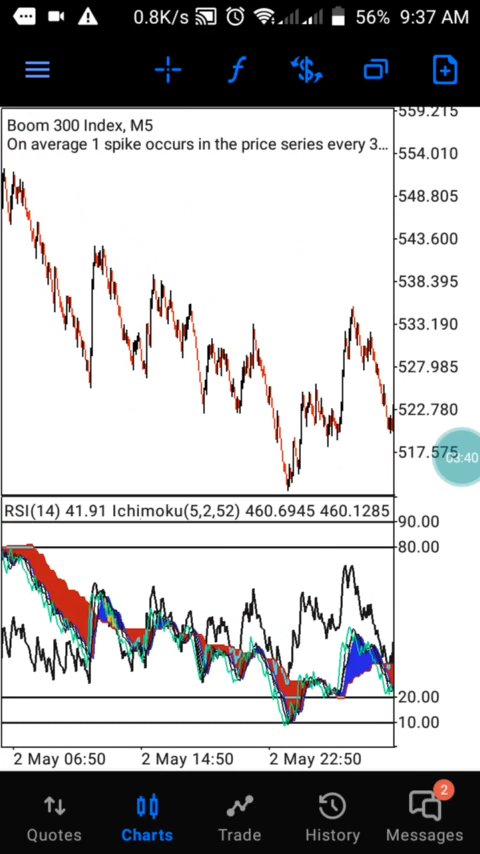 0.8K/s 56% 9:37 AM
Boom 300 Index, M5
On average 1 spike occurs in the price series every 3...
559.215
554.010
548.805
543.600
538.395
533.190
527.985
522.780
517.575
03:40
RSI(14) 41.91 Ichimoku(5,2,52) 460.6945 460.1285
90.00
80.00
20.00
10.00
2 May 06:50 2 May 14:50 2 May 22:50
2
Quotes Charts Trade History Messages